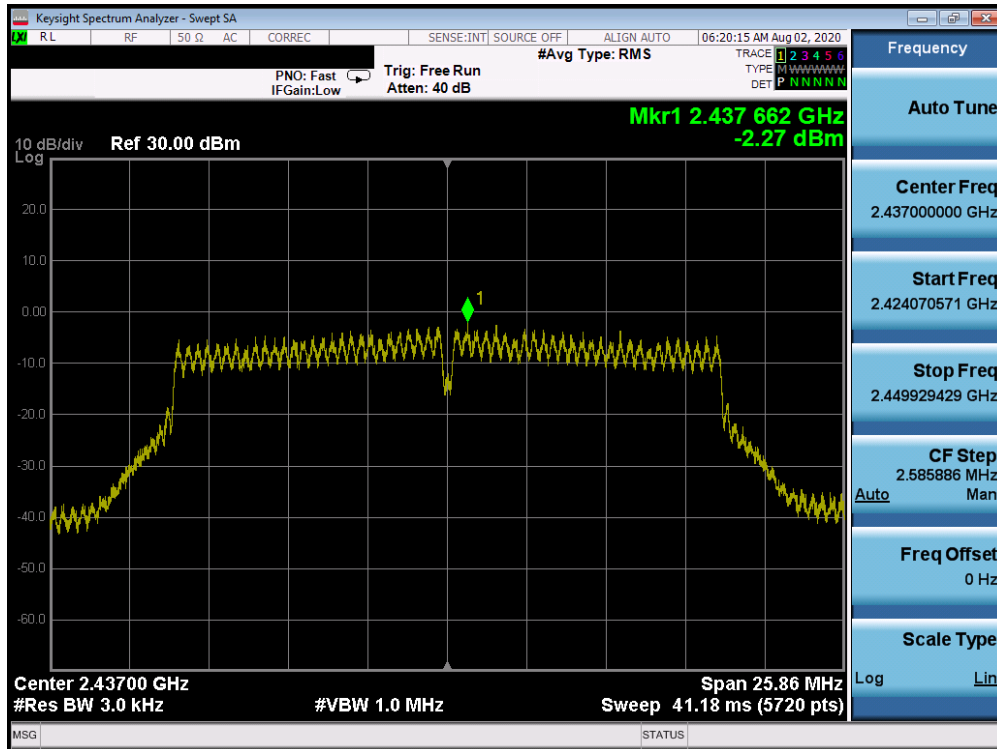 Keysight Spectrum Analyzer - Swept SA
LXI RL RF 50 Ω AC CORREC SENSE:INT SOURCE OFF ALIGN AUTO 06:20:15 AM Aug 02, 2020
#Avg Type: RMS
TRACE 1 2 3 4 5 6
PNO: Fast Trig: Free Run TYPE M WWWWW
IFGain:Low Atten: 40 dB DET P N N N N N
Mkr1 2.437 662 GHz
-2.27 dBm
10 dB/div Ref 30.00 dBm
Log
20.0
10.0
1
0.00
-10.0
-20.0
-30.0
-40.0
-50.0
-60.0
Center 2.43700 GHz Span 25.86 MHz
#Res BW 3.0 kHz #VBW 1.0 MHz Sweep 41.18 ms (5720 pts)
MSG STATUS
Frequency
Auto Tune
Center Freq
2.437000000 GHz
Start Freq
2.424070571 GHz
Stop Freq
2.449929429 GHz
CF Step
2.585886 MHz
Auto Man
Freq Offset
0 Hz
Scale Type
Log Lin